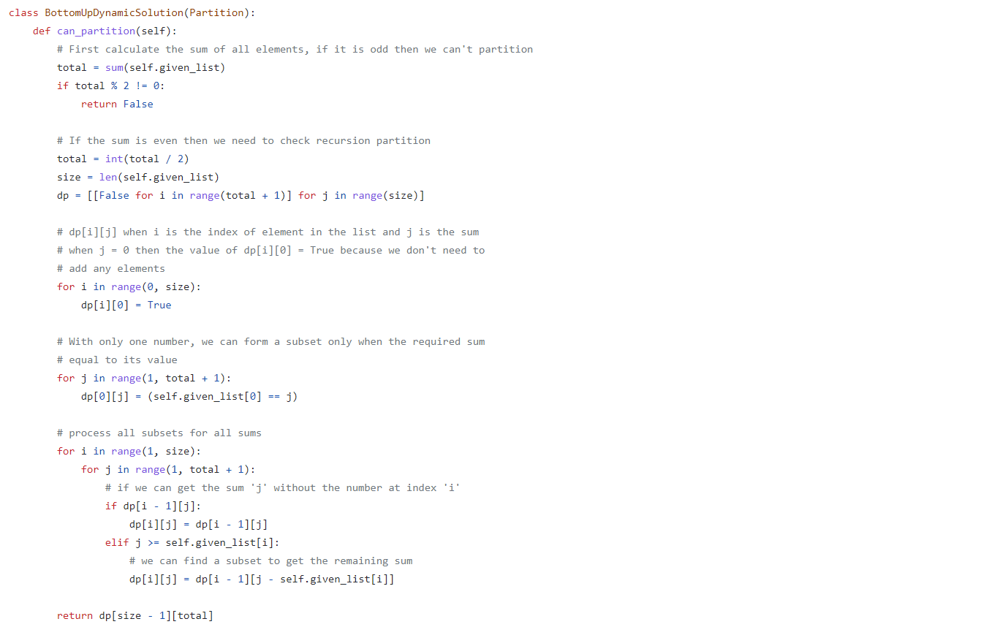 class BottomUpDynamicSolution(Partition):
    def can_partition(self):
        # First calculate the sum of all elements, if it is odd then we can't partition
        total = sum(self.given_list)
        if total % 2 != 0:
            return False

        # If the sum is even then we need to check recursion partition
        total = int(total / 2)
        size = len(self.given_list)
        dp = [[False for i in range(total + 1)] for j in range(size)]

        # dp[i][j] when i is the index of element in the list and j is the sum
        # when j = 0 then the value of dp[i][0] = True because we don't need to
        # add any elements
        for i in range(0, size):
            dp[i][0] = True

        # With only one number, we can form a subset only when the required sum
        # equal to its value
        for j in range(1, total + 1):
            dp[0][j] = (self.given_list[0] == j)

        # process all subsets for all sums
        for i in range(1, size):
            for j in range(1, total + 1):
                # if we can get the sum 'j' without the number at index 'i'
                if dp[i - 1][j]:
                    dp[i][j] = dp[i - 1][j]
                elif j >= self.given_list[i]:
                    # we can find a subset to get the remaining sum
                    dp[i][j] = dp[i - 1][j - self.given_list[i]]

        return dp[size - 1][total]